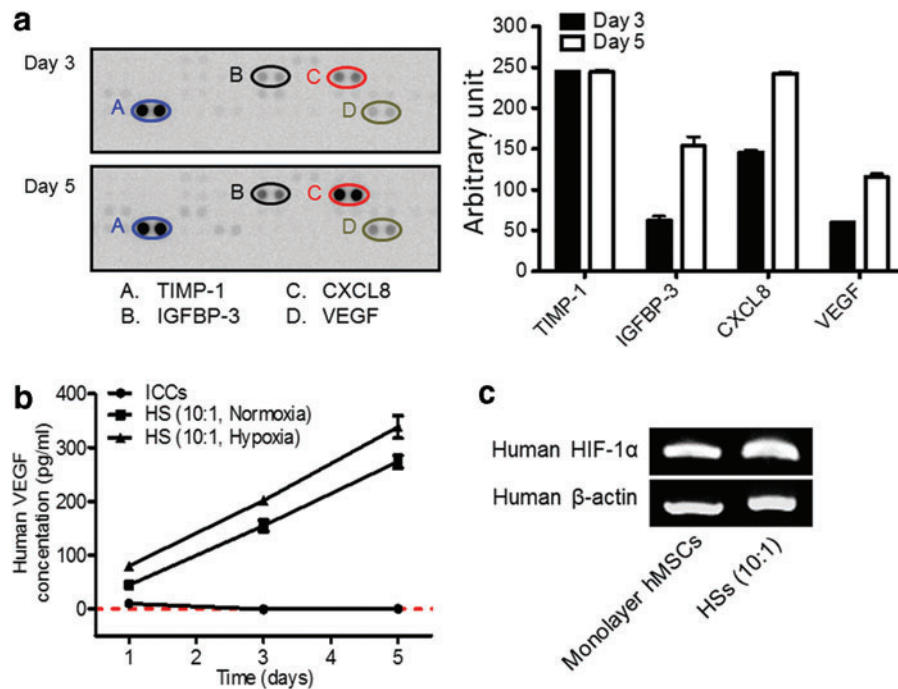 a
Day 3
A
B
C
D
Day 5
A
B
C
D
A. TIMP-1
B. IGFBP-3
C. CXCL8
D. VEGF
Day 3
Day 5
Arbitrary unit
300
250
200
150
100
50
0
TIMP-1
IGFBP-3
CXCL8
VEGF
b
ICCs
HS (10:1, Normoxia)
HS (10:1, Hypoxia)
Human VEGF
concentation (pg/ml)
400
300
200
100
0
1 2 3 4 5
Time (days)
c
Human HIF-1α
Human β-actin
Monolayer hMSCs
HSs (10:1)